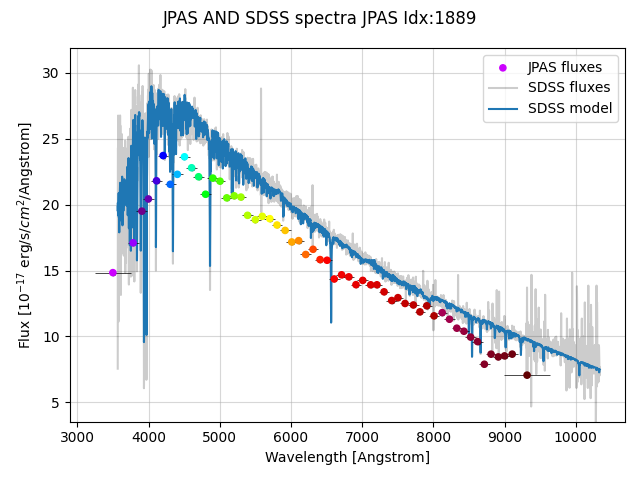 JPAS AND SDSS spectra JPAS Idx:1889
JPAS fluxes
SDSS fluxes
SDSS model
Flux [10⁻¹⁷ erg/s/cm²/Angstrom]
30
25
20
15
10
5
3000 4000 5000 6000 7000 8000 9000 10000
Wavelength [Angstrom]